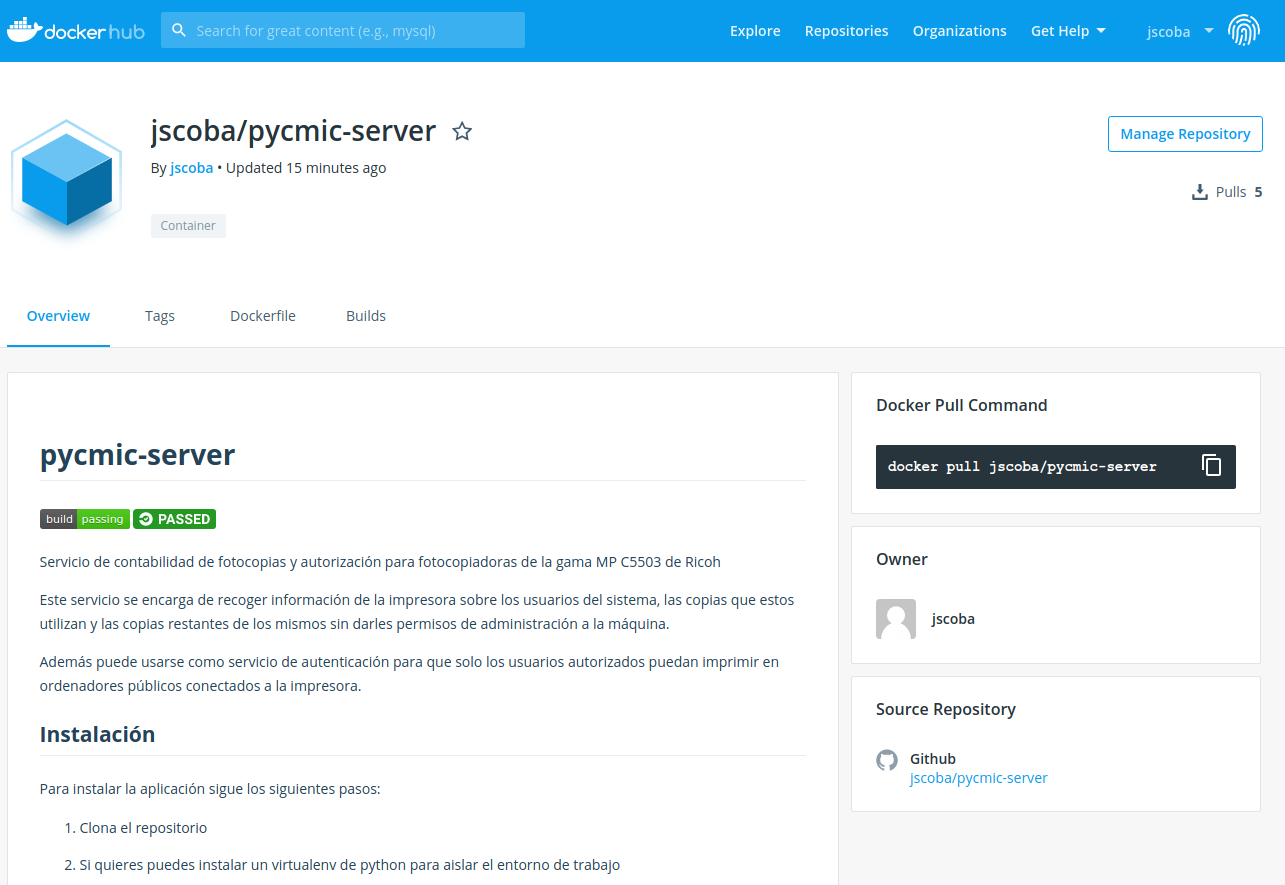 docker hub
Search for great content (e.g., mysql)
Explore
Repositories
Organizations
Get Help
jscoba
jscoba/pycmic-server
By jscoba • Updated 15 minutes ago
Container
Manage Repository
Pulls 5
Overview
Tags
Dockerfile
Builds
pycmic-server
build passing
PASSED
Servicio de contabilidad de fotocopias y autorización para fotocopiadoras de la gama MP C5503 de Ricoh
Este servicio se encarga de recoger información de la impresora sobre los usuarios del sistema, las copias que estos
utilizan y las copias restantes de los mismos sin darles permisos de administración a la máquina.
Además puede usarse como servicio de autenticación para que solo los usuarios autorizados puedan imprimir en
ordenadores públicos conectados a la impresora.
Instalación
Para instalar la aplicación sigue los siguientes pasos:
1. Clona el repositorio
2. Si quieres puedes instalar un virtualenv de python para aislar el entorno de trabajo
Docker Pull Command
docker pull jscoba/pycmic-server
Owner
jscoba
Source Repository
Github
jscoba/pycmic-server